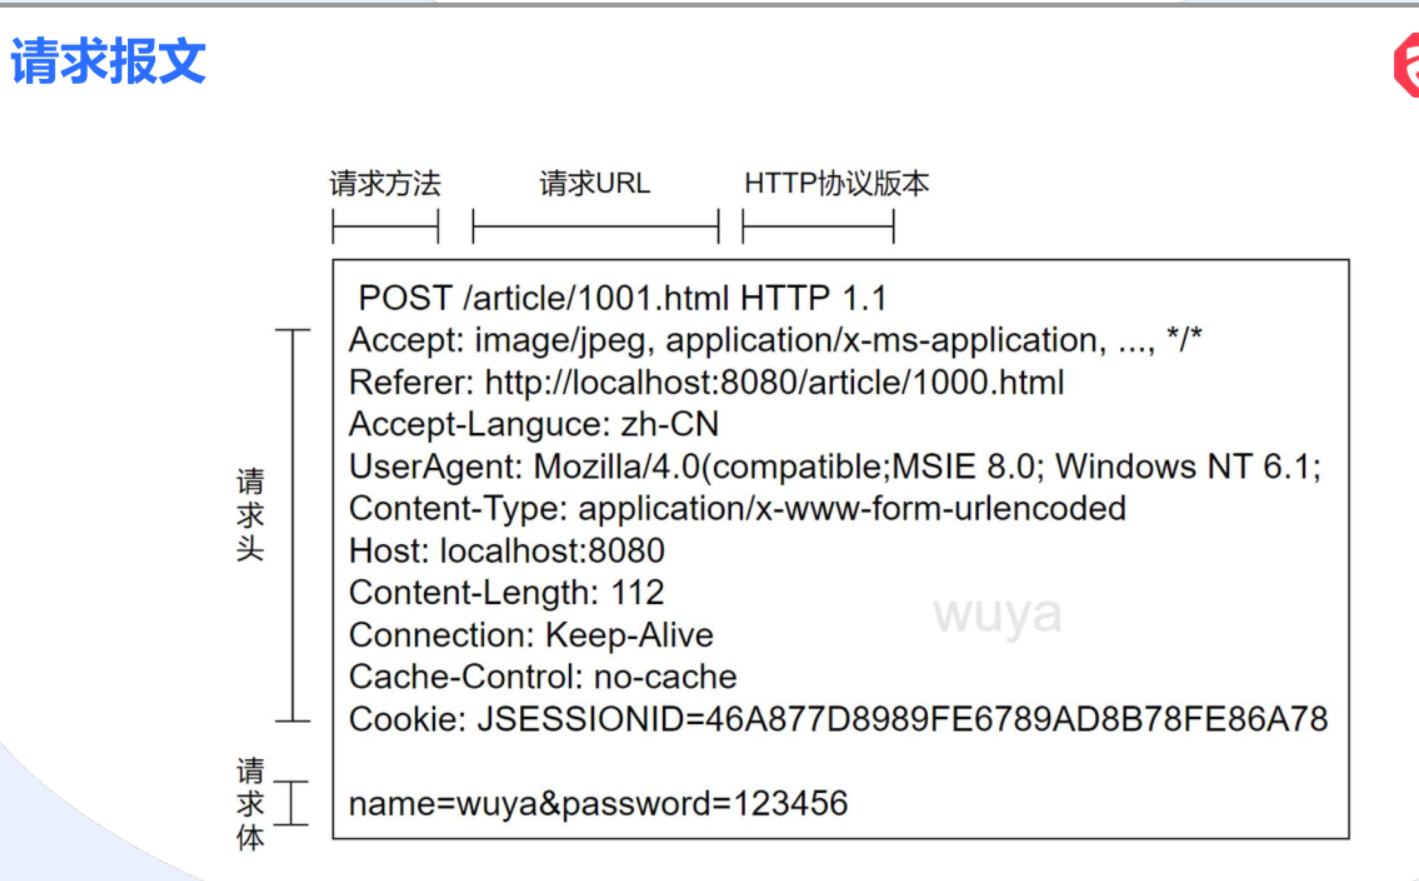 请求报文
请求方法 请求URL HTTP协议版本
POST /article/1001.html HTTP 1.1
Accept: image/jpeg, application/x-ms-application, ..., */*
Referer: http://localhost:8080/article/1000.html
Accept-Languce: zh-CN
UserAgent: Mozilla/4.0(compatible;MSIE 8.0; Windows NT 6.1;
请求头
Content-Type: application/x-www-form-urlencoded
Host: localhost:8080
Content-Length: 112
wuya
Connection: Keep-Alive
Cache-Control: no-cache
Cookie: JSESSIONID=46A877D8989FE6789AD8B78FE86A78
请求体
name=wuya&password=123456